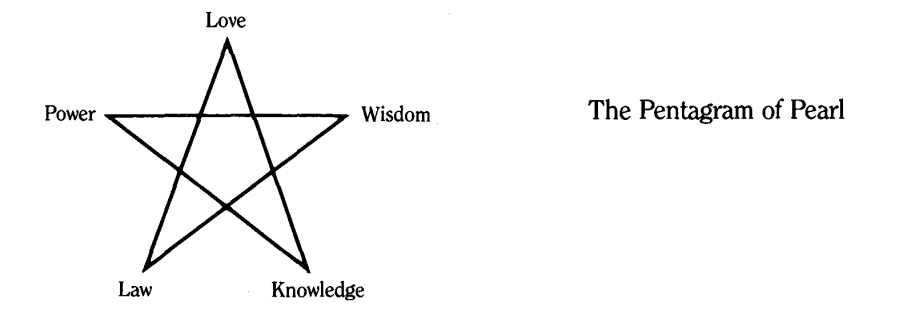 Love
Power
Wisdom
The Pentagram of Pearl
Law
Knowledge